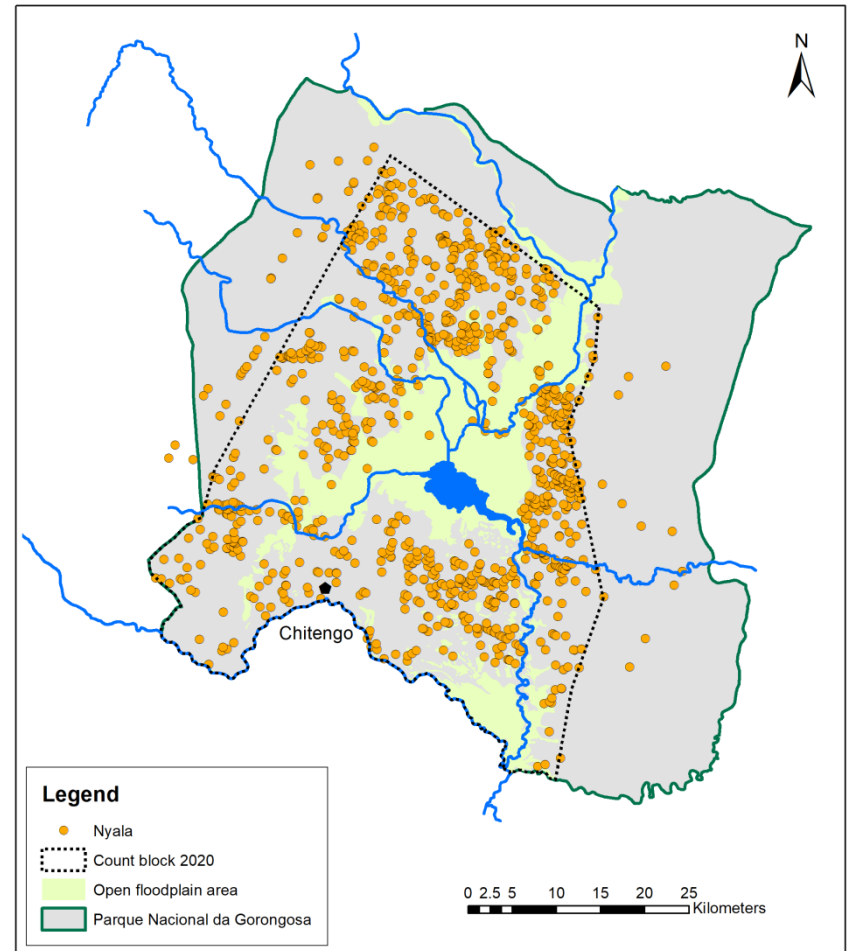 N
Chitengo
Legend
Nyala
Count block 2020
Open floodplain area
Parque Nacional da Gorongosa
0 2.5 5 10 15 20 25
Kilometers